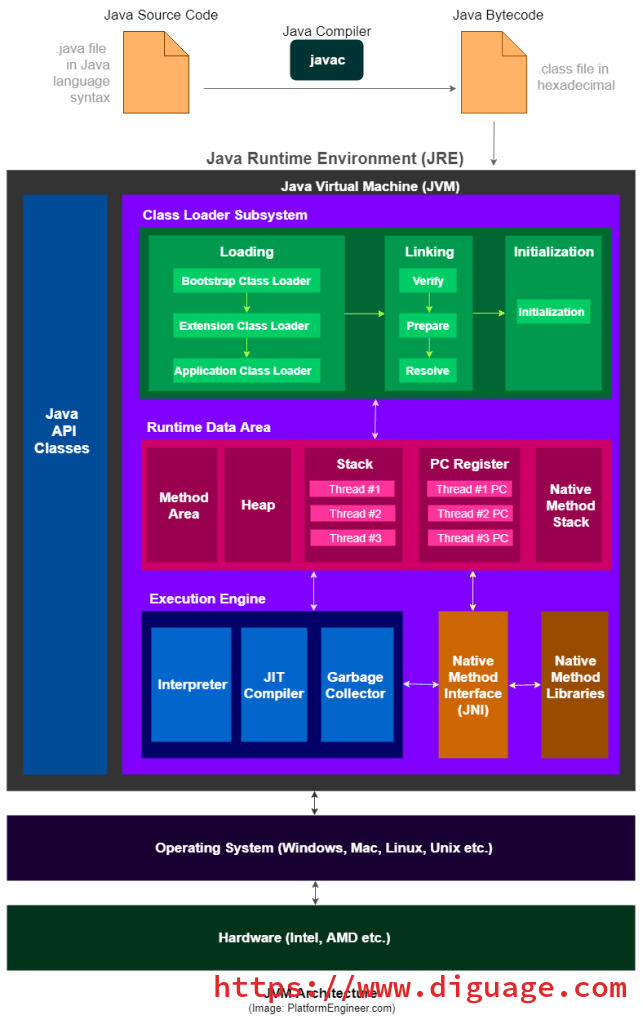 Java Source Code
Java Compiler
Java Bytecode
.java file
in Java
language
syntax
javac
.class file in
hexadecimal
Java Runtime Environment (JRE)
Java Virtual Machine (JVM)
Java
API
Classes
Class Loader Subsystem
Loading
Bootstrap Class Loader
Extension Class Loader
Application Class Loader
Linking
Verify
Prepare
Resolve
Initialization
Initialization
Runtime Data Area
Method
Area
Heap
Stack
Thread #1
Thread #2
Thread #3
PC Register
Thread #1 PC
Thread #2 PC
Thread #3 PC
Native
Method
Stack
Execution Engine
Interpreter
JIT
Compiler
Garbage
Collector
Native
Method
Interface
(JNI)
Native
Method
Libraries
Operating System (Windows, Mac, Linux, Unix etc.)
Hardware (Intel, AMD etc.)
https://www.diguage.com
JVM Architecture
(Image: PlatformEngineer.com)